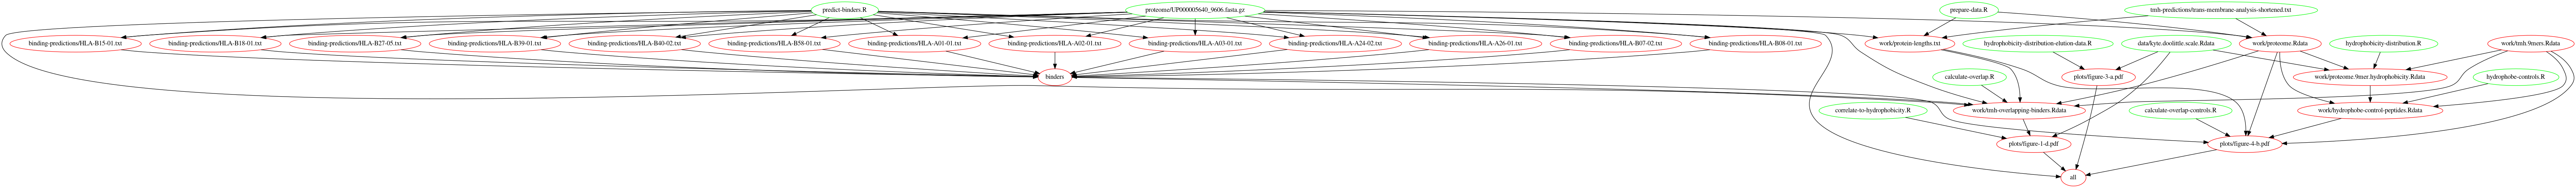 predict-binders.R
proteome/UP000005640_9606.fasta.gz
prepare-data.R
tmh-predictions/trans-membrane-analysis-shortened.txt
binding-predictions/HLA-B15-01.txt
binding-predictions/HLA-B18-01.txt
binding-predictions/HLA-B27-05.txt
binding-predictions/HLA-B39-01.txt
binding-predictions/HLA-B40-02.txt
binding-predictions/HLA-B58-01.txt
binding-predictions/HLA-A01-01.txt
binding-predictions/HLA-A02-01.txt
binding-predictions/HLA-A03-01.txt
binding-predictions/HLA-A24-02.txt
binding-predictions/HLA-A26-01.txt
binding-predictions/HLA-B07-02.txt
binding-predictions/HLA-B08-01.txt
work/protein-lengths.txt
hydrophobicity-distribution-elution-data.R
data/kyte.doolittle.scale.Rdata
work/proteome.Rdata
hydrophobicity-distribution.R
work/tmh.9mers.Rdata
binders
calculate-overlap.R
plots/figure-3-a.pdf
work/proteome.9mer.hydrophobicity.Rdata
hydrophobe-controls.R
correlate-to-hydrophobicity.R
work/tmh-overlapping-binders.Rdata
calculate-overlap-controls.R
work/hydrophobe-control-peptides.Rdata
plots/figure-1-d.pdf
plots/figure-4-b.pdf
all